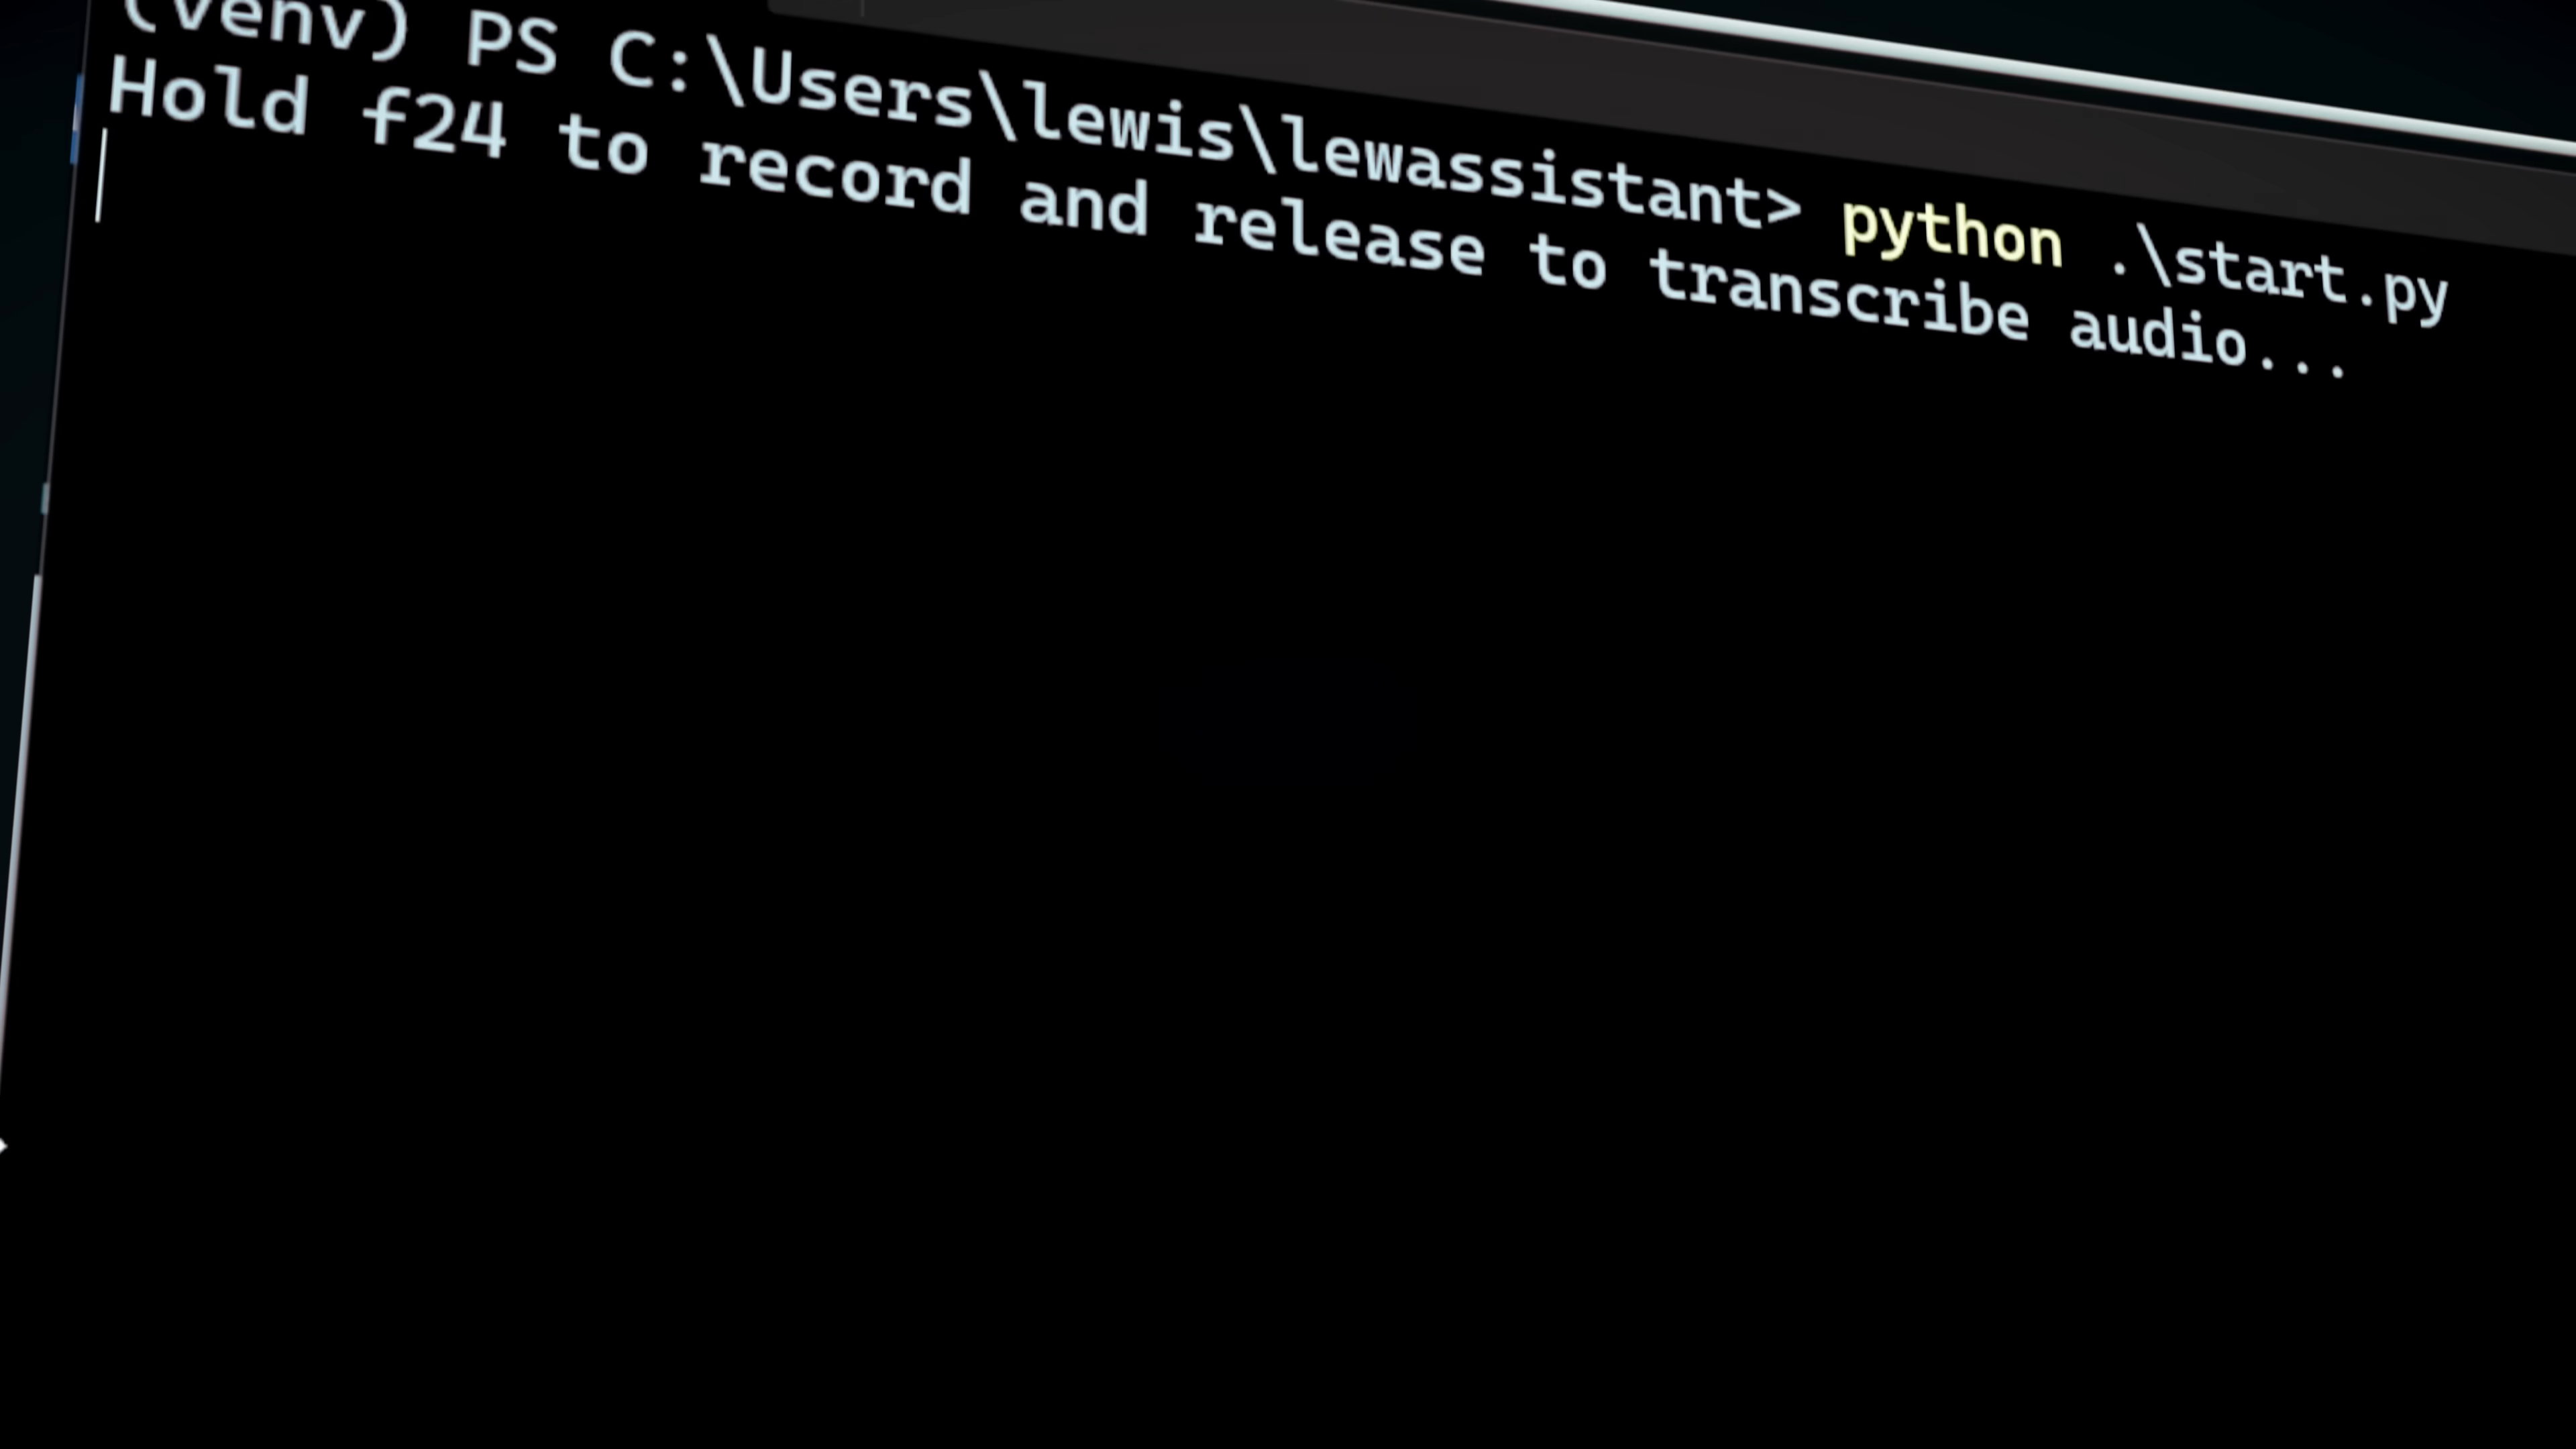 (venv) PS C:\Users\lewis\lewassistant> python .\start.py
Hold f24 to record and release to transcribe audio...